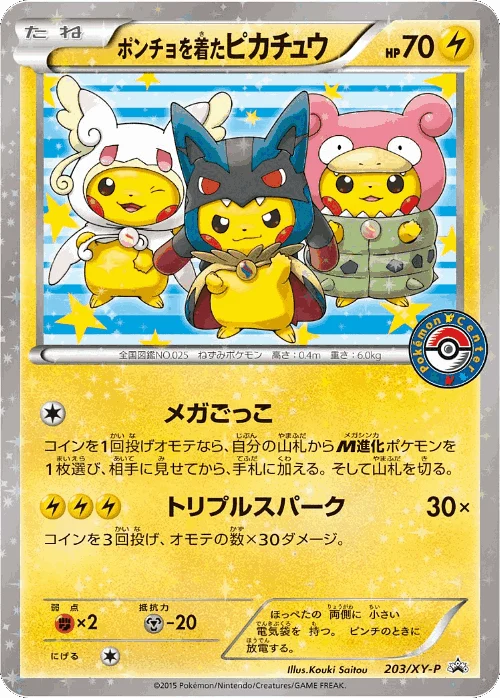 たね ポンチョを着たピカチュウ HP70
Pokémon Center
全国図鑑NO.025 ねずみポケモン 高さ:0.4m 重さ:6.0kg
メガごっこ
コインを1回投げオモテなら、自分の山札からM進化ポケモンを
1枚選び、相手に見せてから、手札に加える。そして山札を切る。
トリプルスパーク 30×
コインを3回投げ、オモテの数×30ダメージ。
弱点 抵抗力
×2 -20
にげる
ほっぺたの 両側に 小さい
電気袋を 持つ。 ピンチのときに
放電する。
Illus.Kouki Saitou 203/XY-P
©2015 Pokémon/Nintendo/Creatures/GAME FREAK.